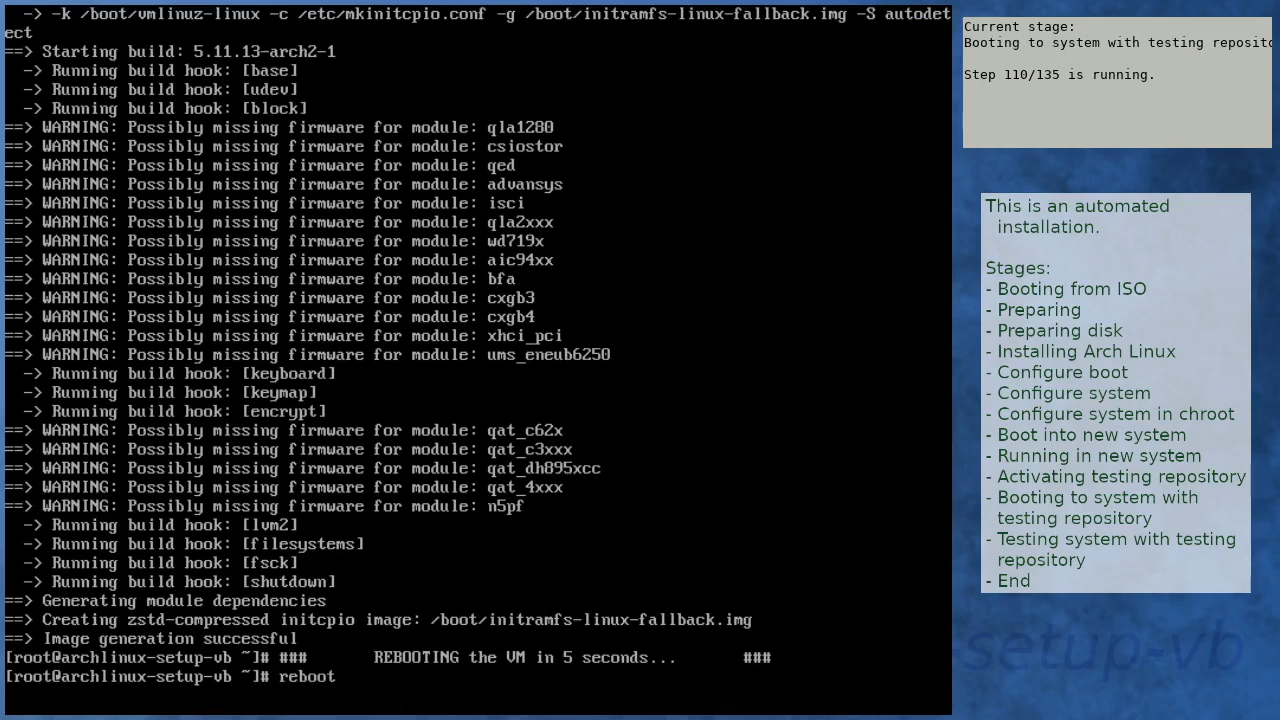 -> -k /boot/vmlinuz-linux -c /etc/mkinitcpio.conf -g /boot/initramfs-linux-fallback.img -S autodet
ect
==> Starting build: 5.11.13-arch2-1
-> Running build hook: [base]
-> Running build hook: [udev]
-> Running build hook: [block]
==> WARNING: Possibly missing firmware for module: qla1280
==> WARNING: Possibly missing firmware for module: csiostor
==> WARNING: Possibly missing firmware for module: qed
==> WARNING: Possibly missing firmware for module: advansys
==> WARNING: Possibly missing firmware for module: isci
==> WARNING: Possibly missing firmware for module: qla2xxx
==> WARNING: Possibly missing firmware for module: wd719x
==> WARNING: Possibly missing firmware for module: aic94xx
==> WARNING: Possibly missing firmware for module: bfa
==> WARNING: Possibly missing firmware for module: cxgb3
==> WARNING: Possibly missing firmware for module: cxgb4
==> WARNING: Possibly missing firmware for module: xhci_pci
==> WARNING: Possibly missing firmware for module: ums_eneub6250
-> Running build hook: [keyboard]
-> Running build hook: [keymap]
-> Running build hook: [encrypt]
==> WARNING: Possibly missing firmware for module: qat_c62x
==> WARNING: Possibly missing firmware for module: qat_c3xxx
==> WARNING: Possibly missing firmware for module: qat_dh895xcc
==> WARNING: Possibly missing firmware for module: qat_4xxx
==> WARNING: Possibly missing firmware for module: n5pf
-> Running build hook: [lvm2]
-> Running build hook: [filesystems]
-> Running build hook: [fsck]
-> Running build hook: [shutdown]
==> Generating module dependencies
==> Creating zstd-compressed initcpio image: /boot/initramfs-linux-fallback.img
==> Image generation successful
[root@archlinux-setup-vb ~]# ### REBOOTING the VM in 5 seconds... ###
[root@archlinux-setup-vb ~]# reboot
Current stage:
Booting to system with testing reposito
Step 110/135 is running.
This is an automated
installation.
Stages:
- Booting from ISO
- Preparing
- Preparing disk
- Installing Arch Linux
- Configure boot
- Configure system
- Configure system in chroot
- Boot into new system
- Running in new system
- Activating testing repository
- Booting to system with
testing repository
- Testing system with testing
repository
- End
-setup-vb